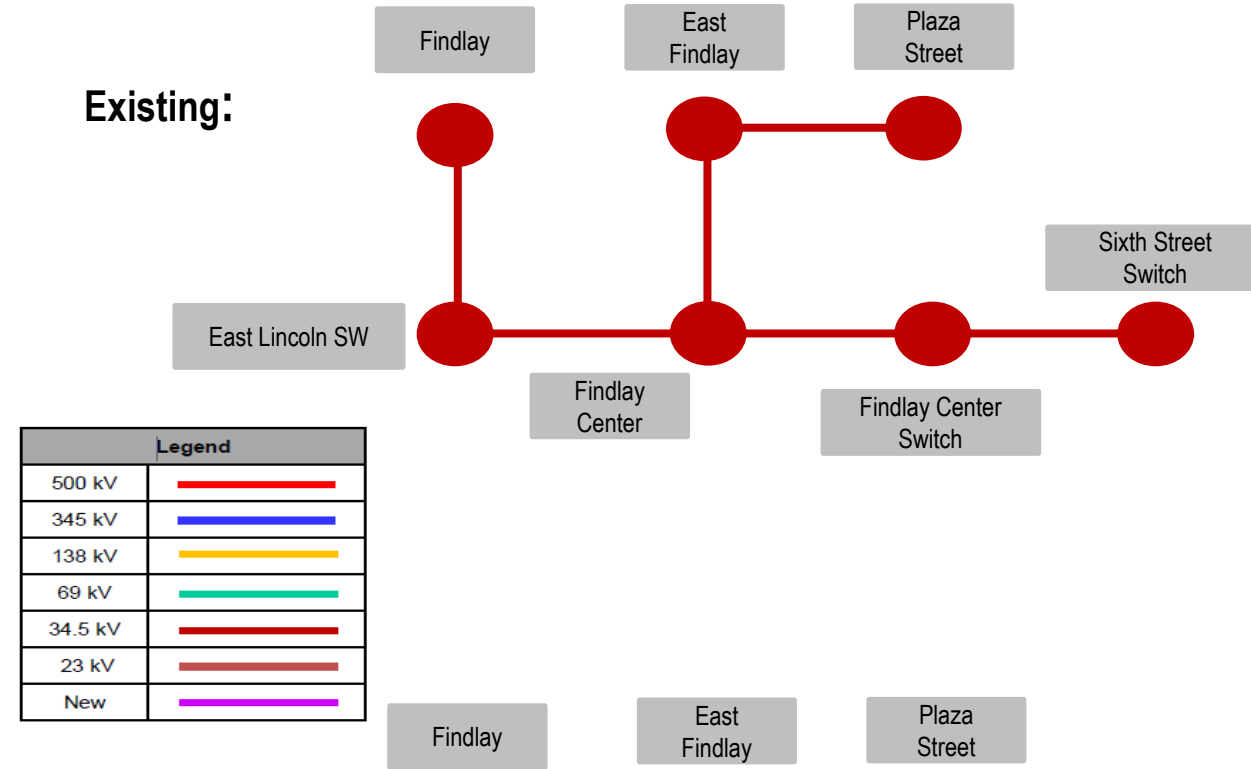 Findlay
East
Findlay
Plaza
Street
Existing:
Sixth Street
Switch
East Lincoln SW
Findlay
Center
Findlay Center
Switch
Legend
500 kV
345 kV
138 kV
69 kV
34.5 kV
23 kV
New
Findlay
East
Findlay
Plaza
Street